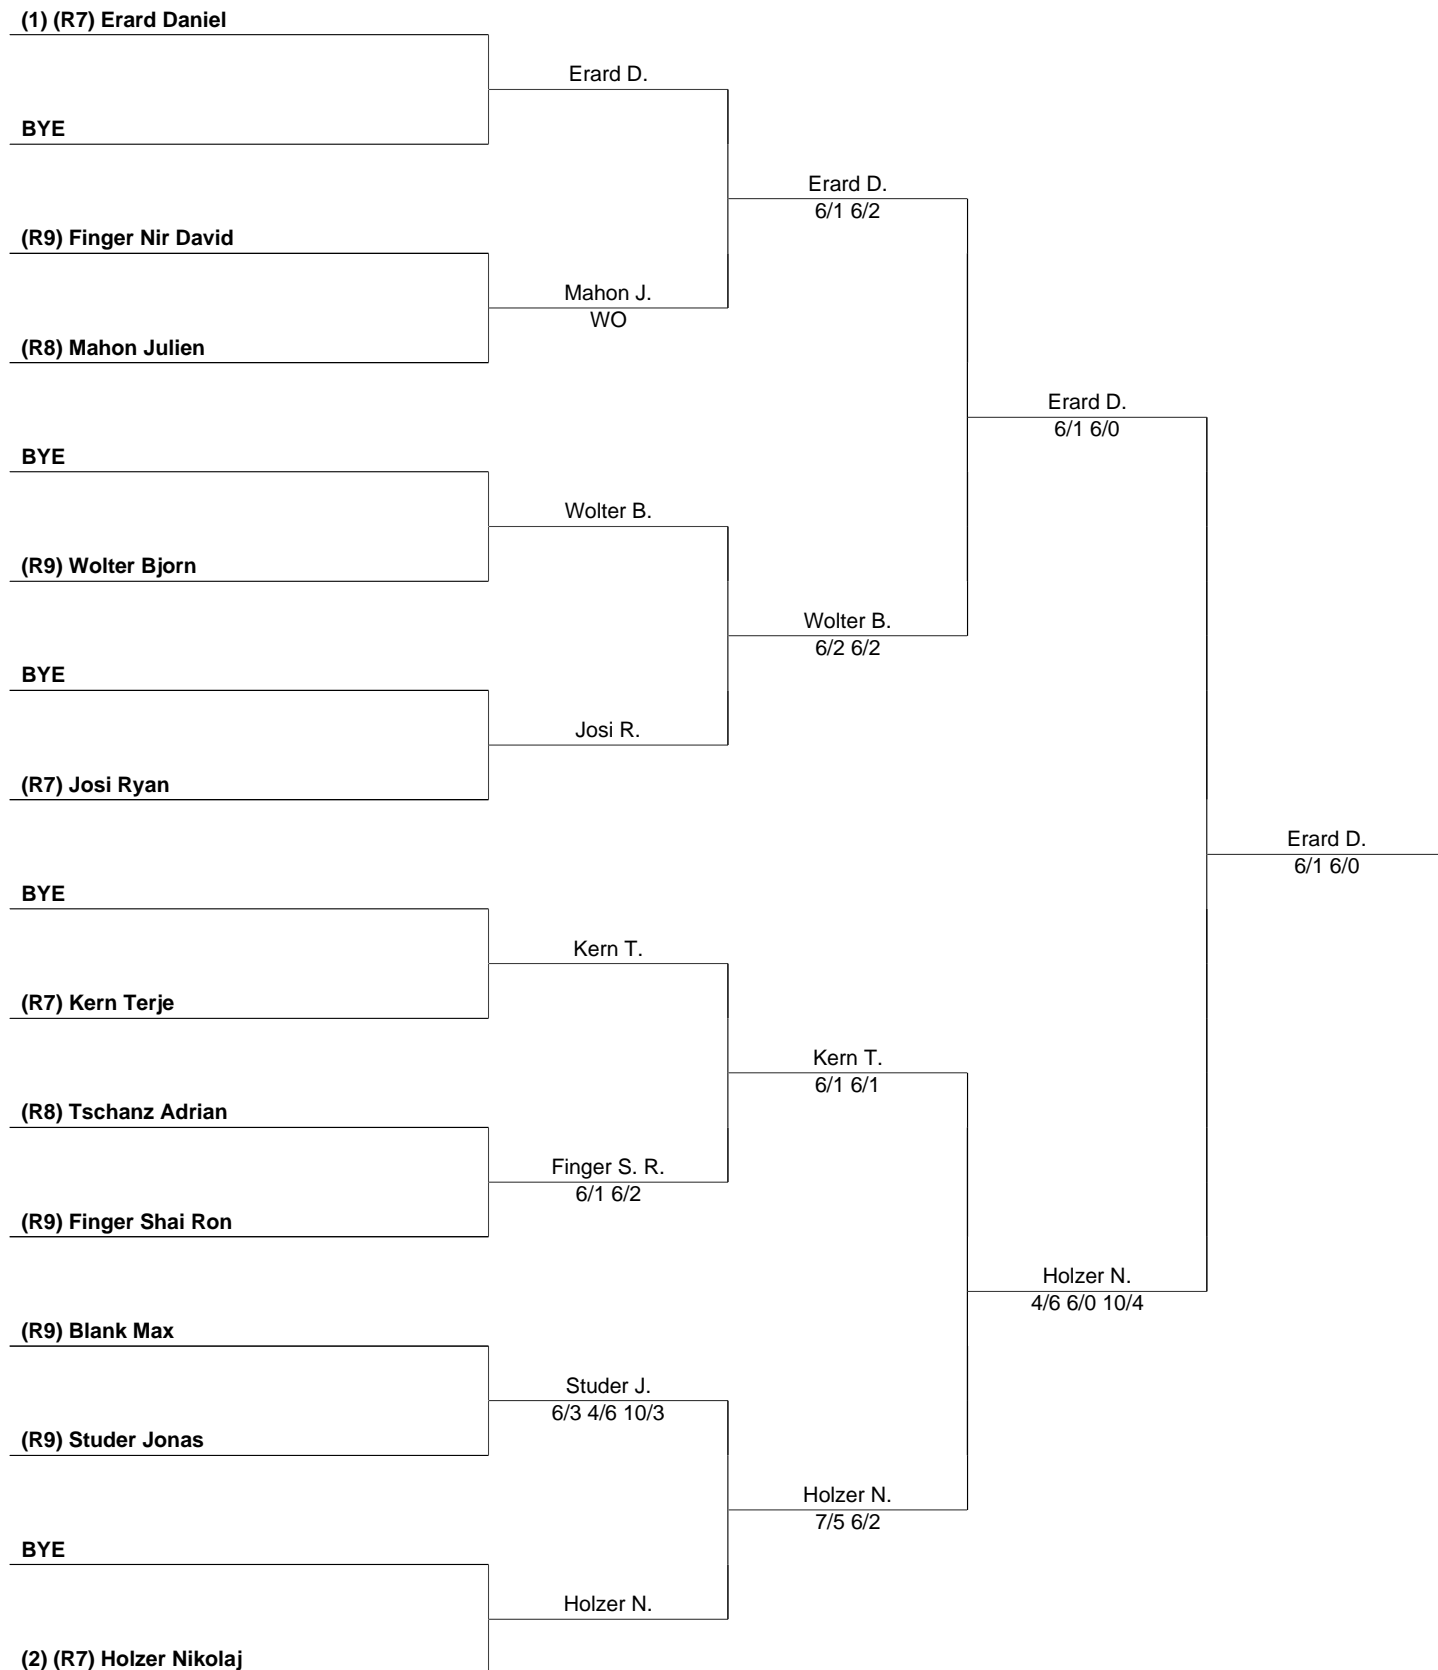 (1) (R7) Erard Daniel
Erard D.
BYE
Erard D.
6/1 6/2
(R9) Finger Nir David
Mahon J.
WO
(R8) Mahon Julien
Erard D.
6/1 6/0
BYE
Wolter B.
(R9) Wolter Bjorn
Wolter B.
6/2 6/2
BYE
Josi R.
(R7) Josi Ryan
Erard D.
6/1 6/0
BYE
Kern T.
(R7) Kern Terje
Kern T.
6/1 6/1
(R8) Tschanz Adrian
Finger S. R.
6/1 6/2
(R9) Finger Shai Ron
Holzer N.
4/6 6/0 10/4
(R9) Blank Max
Studer J.
6/3 4/6 10/3
(R9) Studer Jonas
Holzer N.
7/5 6/2
BYE
Holzer N.
(2) (R7) Holzer Nikolaj